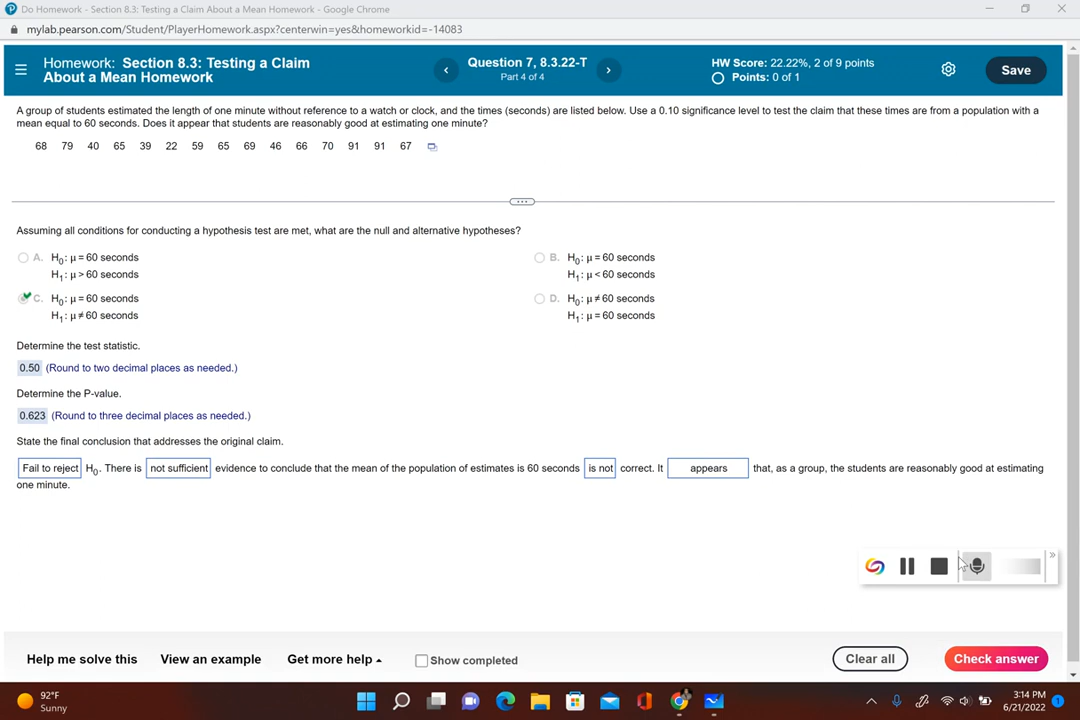 Do Homework - Section 8.3: Testing a Claim About a Mean Homework - Google Chrome
mylab.pearson.com/Student/PlayerHomework.aspx?centerwin=yes&homeworkid=-14083
Homework: Section 8.3: Testing a Claim
About a Mean Homework
Question 7, 8.3.22-T
Part 4 of 4
HW Score: 22.22%, 2 of 9 points
Points: 0 of 1
Save
A group of students estimated the length of one minute without reference to a watch or clock, and the times (seconds) are listed below. Use a 0.10 significance level to test the claim that these times are from a population with a
mean equal to 60 seconds. Does it appear that students are reasonably good at estimating one minute?
68 79 40 65 39 22 59 65 69 46 66 70 91 91 67
Assuming all conditions for conducting a hypothesis test are met, what are the null and alternative hypotheses?
A. H0: μ = 60 seconds
H1: μ > 60 seconds
B. H0: μ = 60 seconds
H1: μ < 60 seconds
C. H0: μ = 60 seconds
H1: μ ≠ 60 seconds
D. H0: μ ≠ 60 seconds
H1: μ = 60 seconds
Determine the test statistic.
0.50 (Round to two decimal places as needed.)
Determine the P-value.
0.623 (Round to three decimal places as needed.)
State the final conclusion that addresses the original claim.
Fail to reject H0. There is not sufficient evidence to conclude that the mean of the population of estimates is 60 seconds is not correct. It appears that, as a group, the students are reasonably good at estimating
one minute.
Help me solve this
View an example
Get more help
Show completed
Clear all
Check answer
92°F
Sunny
3:14 PM
6/21/2022
1